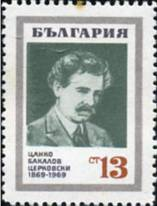 БЪЛГАРИЯ
ЦАНКО
БАКАЛОВ
ЦЕРКОВСКИ
1869-1969
СТ 13